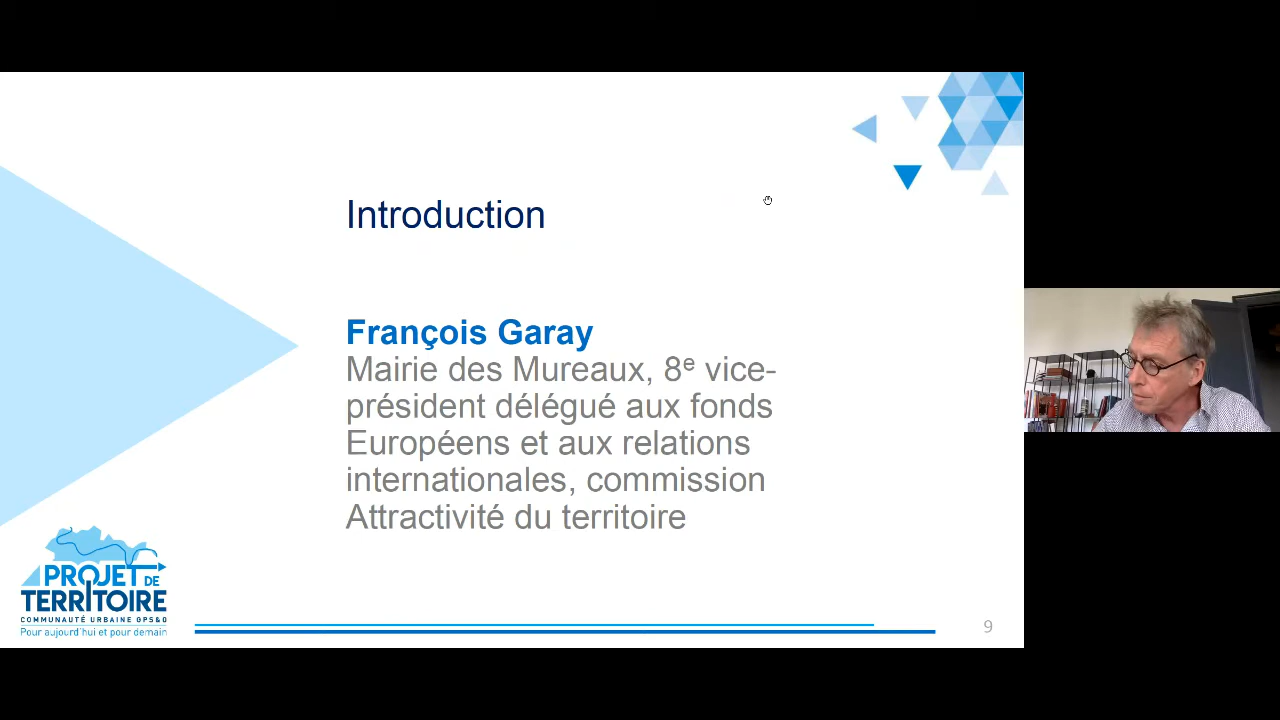 Introduction
François Garay
Mairie des Mureaux, 8e vice-
président délégué aux fonds
Européens et aux relations
internationales, commission
Attractivité du territoire
PROJET DE
TERRITOIRE
COMMUNAUTÉ URBAINE GPS&O
Pour aujourd'hui et pour demain
9